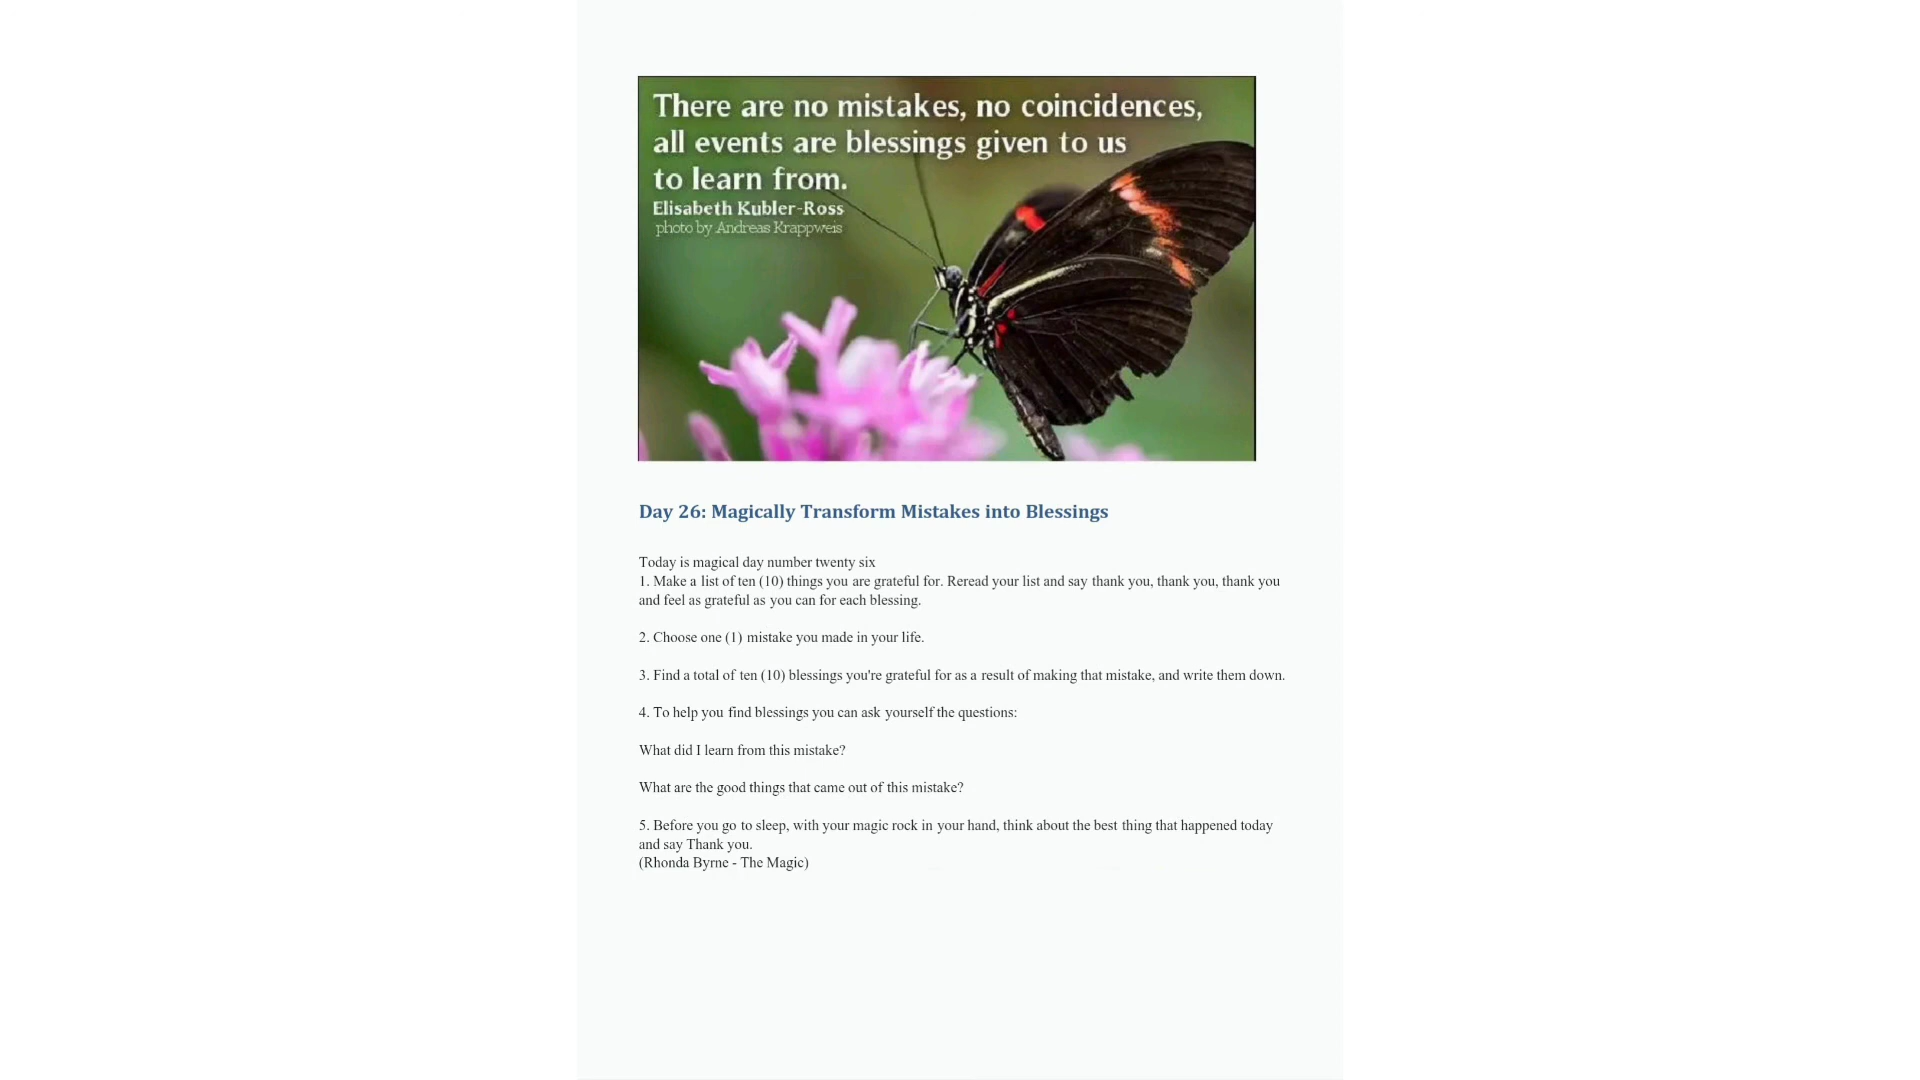 There are no mistakes, no coincidences,
all events are blessings given to us
to learn from.
Elisabeth Kubler-Ross
photo by Andreas Krappweis
Day 26: Magically Transform Mistakes into Blessings
Today is magical day number twenty six
1. Make a list of ten (10) things you are grateful for. Reread your list and say thank you, thank you, thank you
and feel as grateful as you can for each blessing.
2. Choose one (1) mistake you made in your life.
3. Find a total of ten (10) blessings you're grateful for as a result of making that mistake, and write them down.
4. To help you find blessings you can ask yourself the questions:
What did I learn from this mistake?
What are the good things that came out of this mistake?
5. Before you go to sleep, with your magic rock in your hand, think about the best thing that happened today
and say Thank you.
(Rhonda Byrne - The Magic)